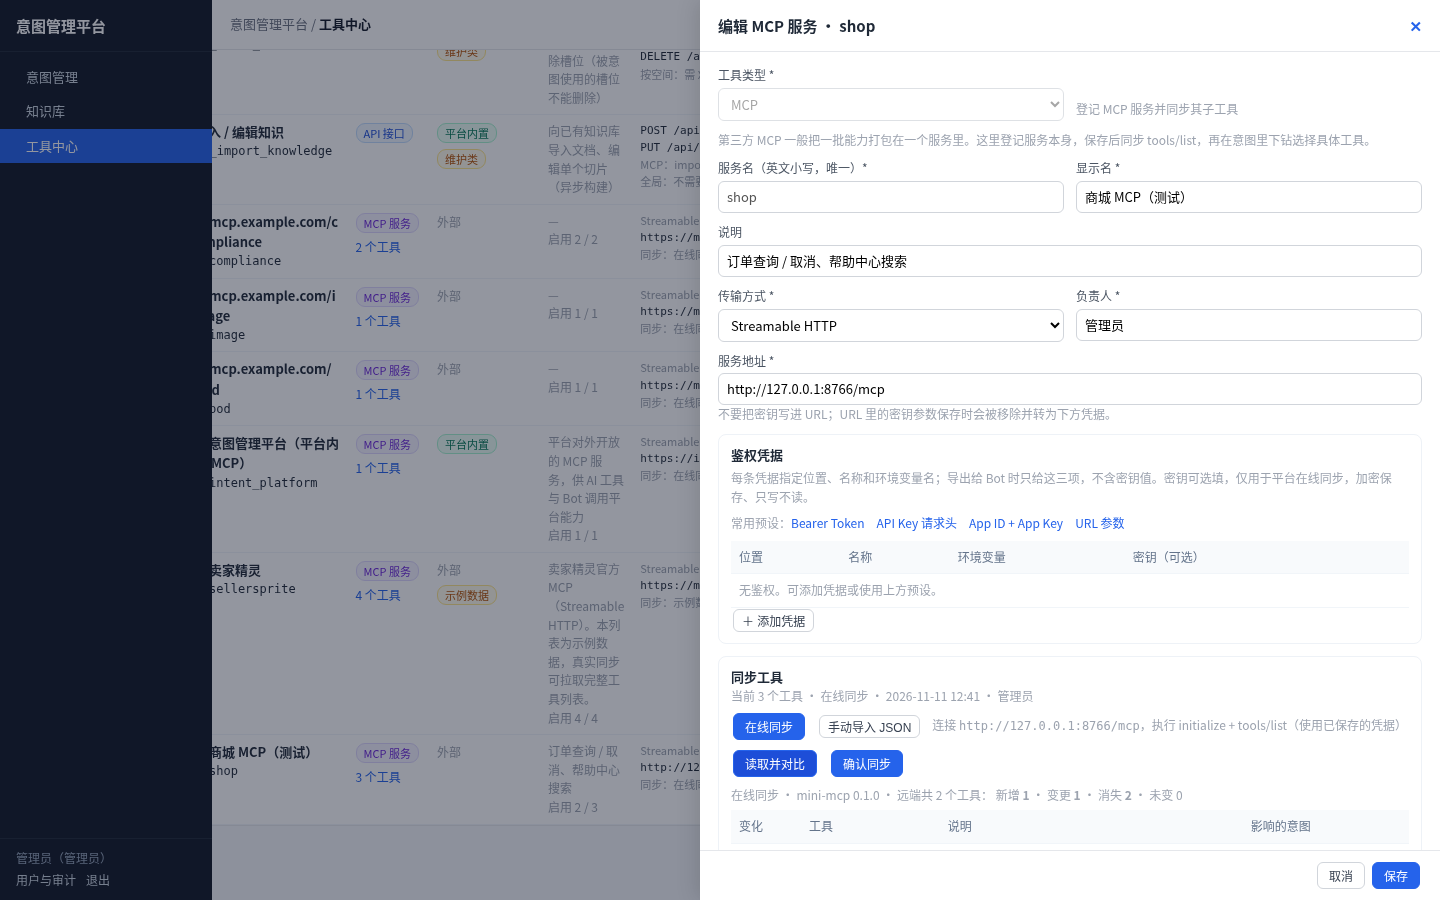 意图管理平台
意图管理
知识库
工具中心
管理员（管理员）
用户与审计 退出
意图管理平台 / 工具中心
维护类
除槽位（被意
图使用的槽位
不能删除）
DELETE /a
按空间：需
/ 编辑知识
_import_knowledge
API 接口
平台内置
维护类
向已有知识库
导入文档、编
辑单个切片
（异步构建）
POST /api
PUT /api/
MCP：impo
全局：不需要
mcp.example.com/c
mpliance
compliance
MCP 服务
2 个工具
外部
—
启用 2 / 2
Streamable
https://m
同步：在线同
mcp.example.com/i
age
image
MCP 服务
1 个工具
外部
—
启用 1 / 1
Streamable
https://m
同步：在线同
mcp.example.com/
d
ood
MCP 服务
1 个工具
外部
—
启用 1 / 1
Streamable
https://m
同步：在线同
意图管理平台（平台内
MCP）
intent_platform
MCP 服务
1 个工具
平台内置
平台对外开放
的 MCP 服
务，供 AI 工具
与 Bot 调用平
台能力
启用 1 / 1
Streamable
https://i
同步：在线同
卖家精灵
sellersprite
MCP 服务
4 个工具
外部
示例数据
卖家精灵官方
MCP
（Streamable
HTTP）。本列
表为示例数
据，真实同步
可拉取完整工
具列表。
启用 4 / 4
Streamable
https://m
同步：示例数
商城 MCP（测试）
shop
MCP 服务
3 个工具
外部
订单查询 / 取
消、帮助中心
搜索
启用 2 / 3
Streamable
http://12
同步：在线同
编辑 MCP 服务 · shop
×
工具类型 *
MCP
登记 MCP 服务并同步其子工具
第三方 MCP 一般把一批能力打包在一个服务里。这里登记服务本身，保存后同步 tools/list，再在意图里下钻选择具体工具。
服务名（英文小写，唯一）*
显示名 *
shop
商城 MCP（测试）
说明
订单查询 / 取消、帮助中心搜索
传输方式 *
负责人 *
Streamable HTTP
管理员
服务地址 *
http://127.0.0.1:8766/mcp
不要把密钥写进 URL；URL 里的密钥参数保存时会被移除并转为下方凭据。
鉴权凭据
每条凭据指定位置、名称和环境变量名；导出给 Bot 时只给这三项，不含密钥值。密钥可选填，仅用于平台在线同步，加密保
存、只写不读。
常用预设：Bearer Token API Key 请求头 App ID + App Key URL 参数
位置 名称 环境变量 密钥（可选）
无鉴权。可添加凭据或使用上方预设。
＋ 添加凭据
同步工具
当前 3 个工具 · 在线同步 · 2026-11-11 12:41 · 管理员
在线同步 手动导入 JSON 连接 http://127.0.0.1:8766/mcp，执行 initialize + tools/list（使用已保存的凭据）
读取并对比 确认同步
在线同步 · mini-mcp 0.1.0 · 远端共 2 个工具： 新增 1 · 变更 1 · 消失 2 · 未变 0
变化 工具 说明 影响的意图
取消 保存